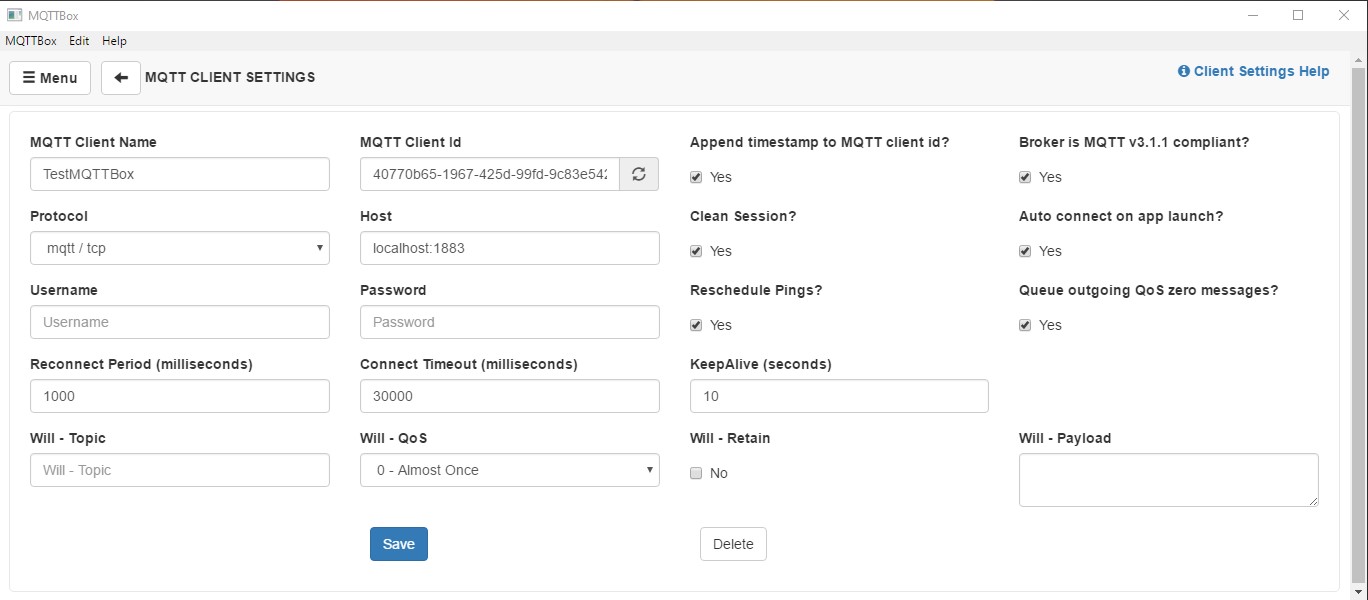 MQTTBox
MQTTBox Edit Help
Menu MQTT CLIENT SETTINGS Client Settings Help
MQTT Client Name MQTT Client Id Append timestamp to MQTT client id? Broker is MQTT v3.1.1 compliant?
TestMQTTBox 40770b65-1967-425d-99fd-9c83e542 Yes Yes
Protocol Host Clean Session? Auto connect on app launch?
mqtt / tcp localhost:1883 Yes Yes
Username Password Reschedule Pings? Queue outgoing QoS zero messages?
Username Password Yes Yes
Reconnect Period (milliseconds) Connect Timeout (milliseconds) KeepAlive (seconds)
1000 30000 10
Will - Topic Will - QoS Will - Retain Will - Payload
Will - Topic 0 - Almost Once No
Save Delete